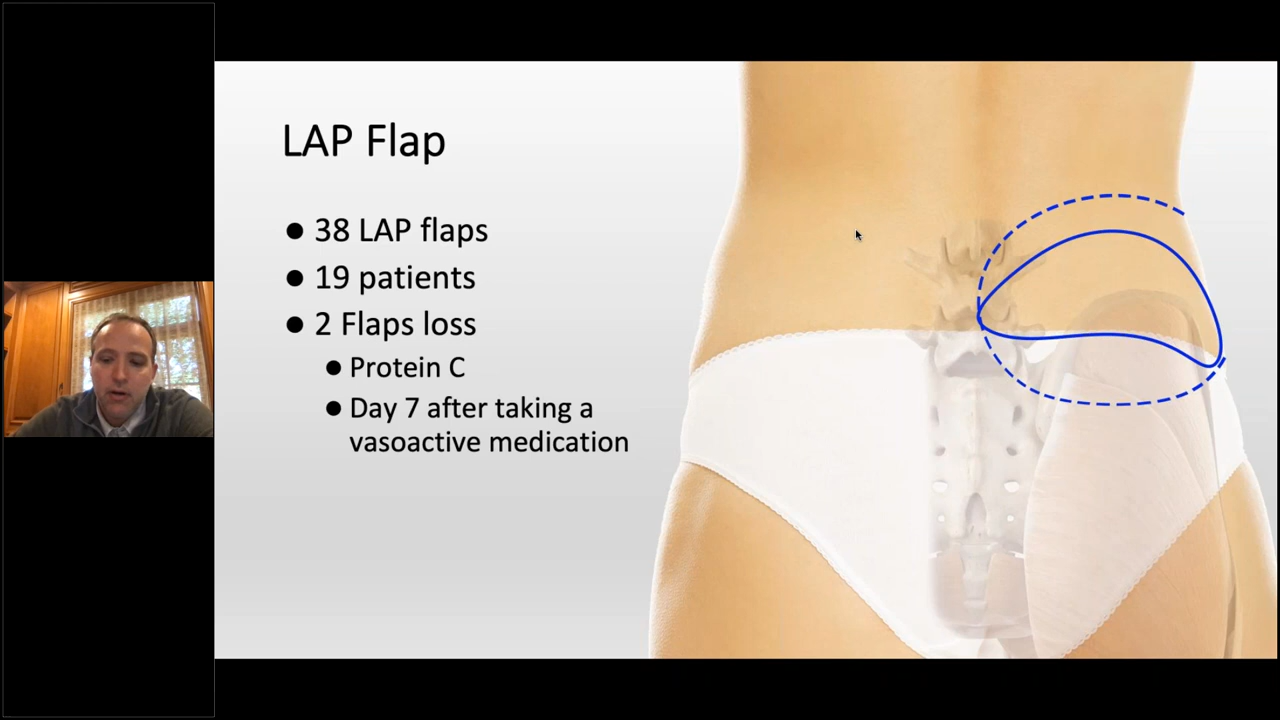 LAP Flap
● 38 LAP flaps
● 19 patients
● 2 Flaps loss
● Protein C
● Day 7 after taking a
vasoactive medication